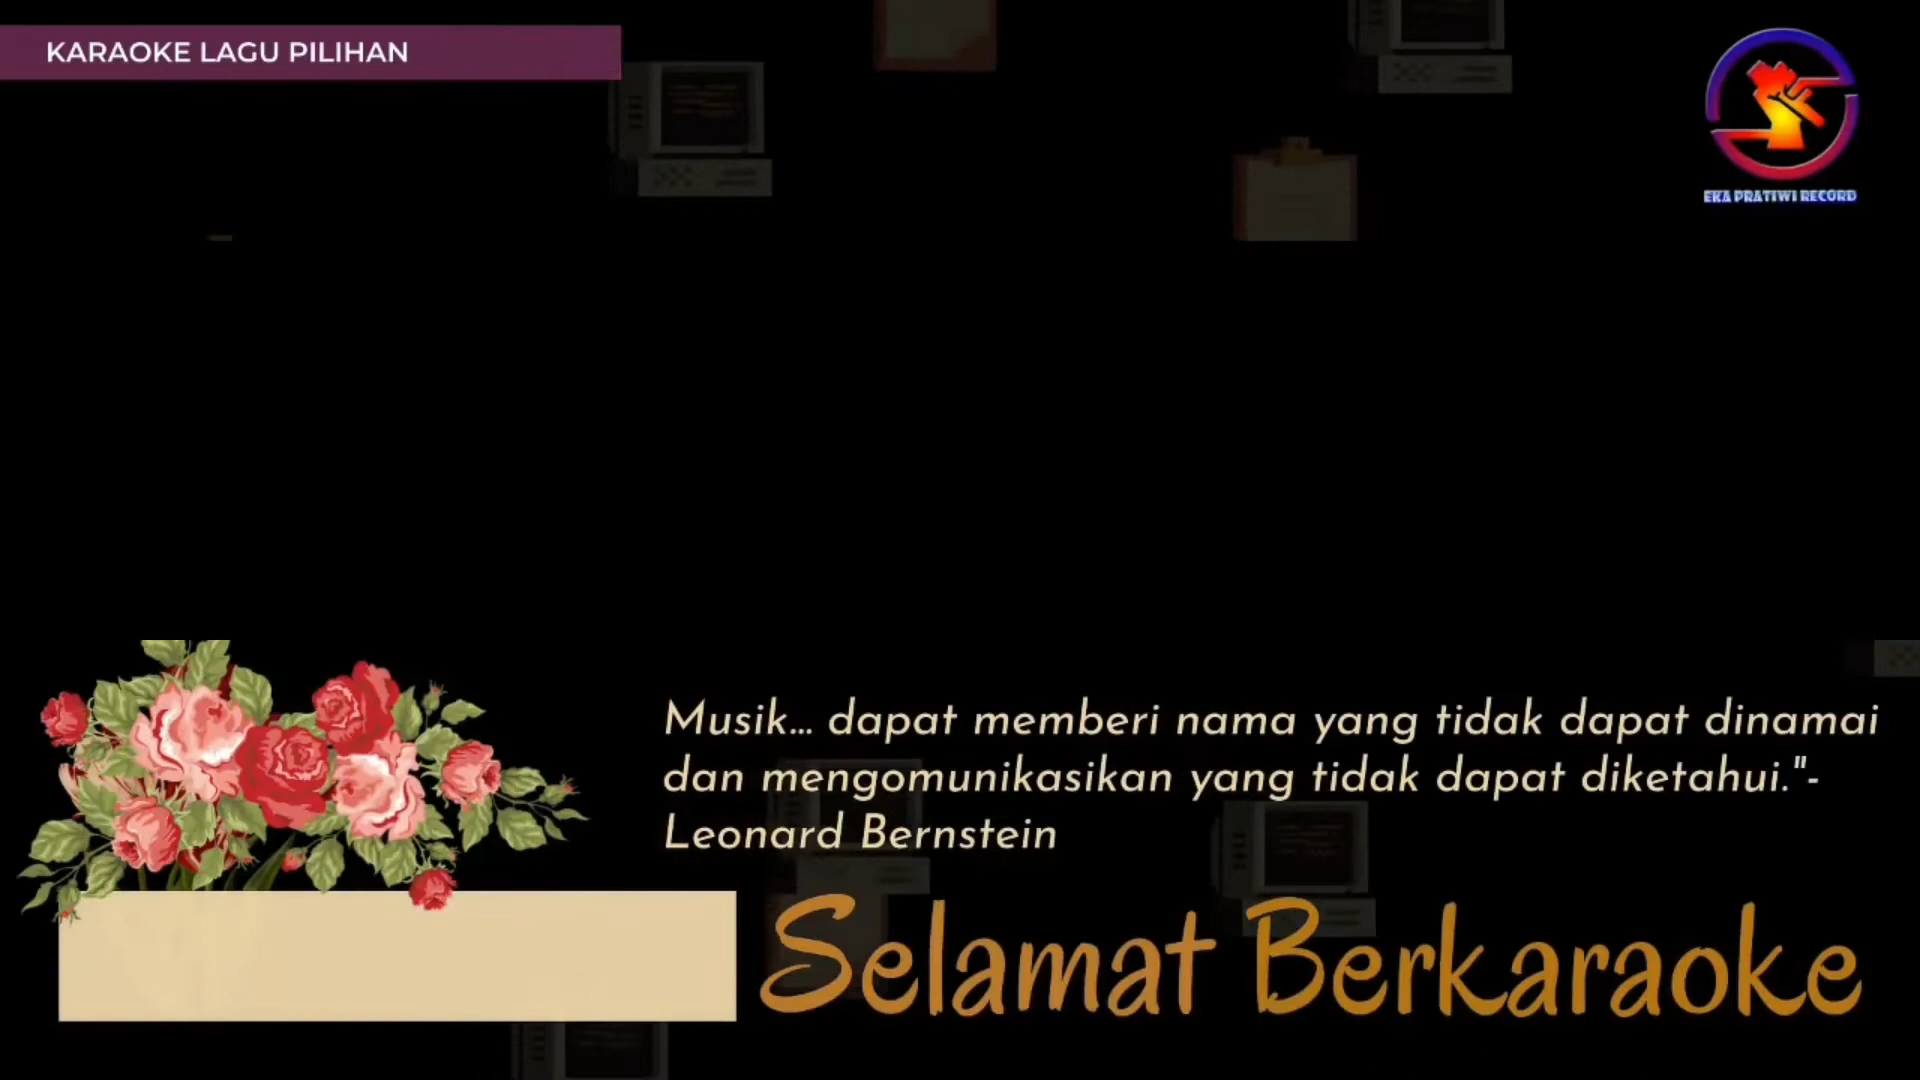 KARAOKE LAGU PILIHAN
EKA PRATIWI RECORD
Musik... dapat memberi nama yang tidak dapat dinamai
dan mengomunikasikan yang tidak dapat diketahui."-
Leonard Bernstein
Selamat Berkaraoke